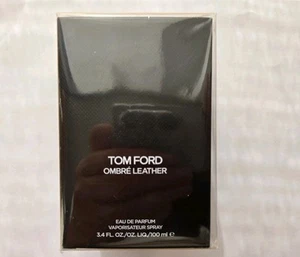 TOM FORD
OMBRÉ LEATHER
EAU DE PARFUM
VAPORISATEUR SPRAY
3.4 FL. OZ./OZ. LIQ./100 ml ℮